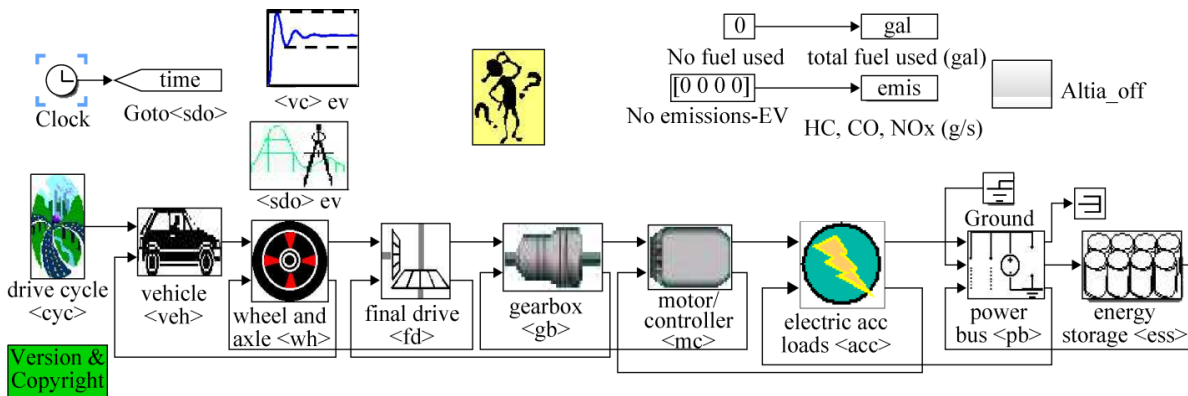 0
gal
No fuel used
total fuel used (gal)
time
Clock
Goto<sdo>
<vc> ev
[0 0 0 0]
emis
No emissions-EV
HC, CO, NOx (g/s)
Altia_off
<sdo> ev
Ground
drive cycle
<cyc>
vehicle
<veh>
wheel and
axle <wh>
final drive
<fd>
gearbox
<gb>
motor/
controller
<mc>
electric acc
loads <acc>
power
bus <pb>
energy
storage <ess>
Version &
Copyright